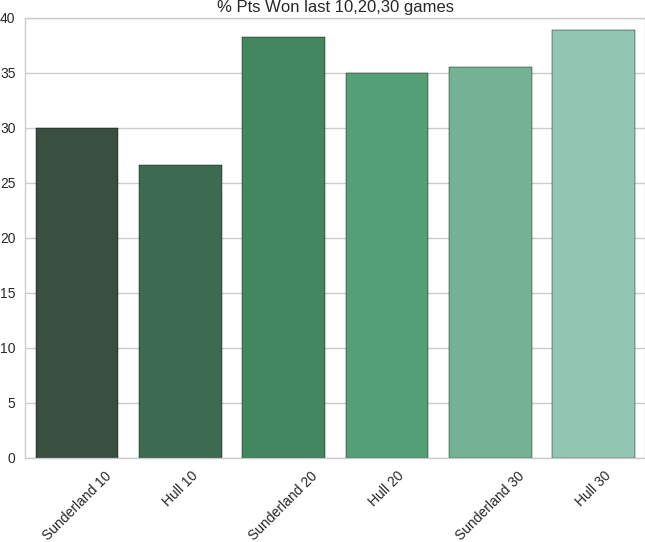 % Pts Won last 10,20,30 games
40
35
30
25
20
15
10
5
0
Sunderland 10
Hull 10
Sunderland 20
Hull 20
Sunderland 30
Hull 30